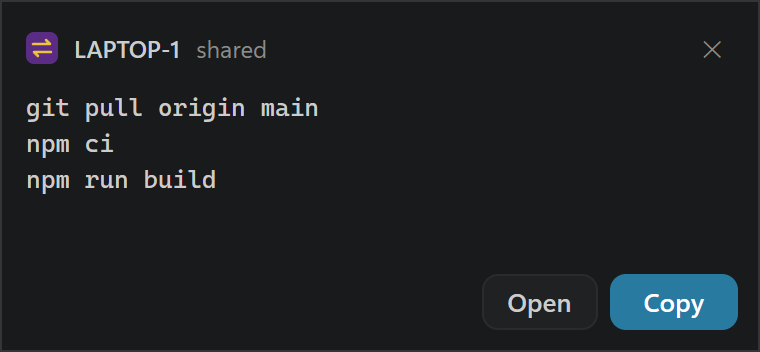 LAPTOP-1 shared
git pull origin main
npm ci
npm run build
Open Copy